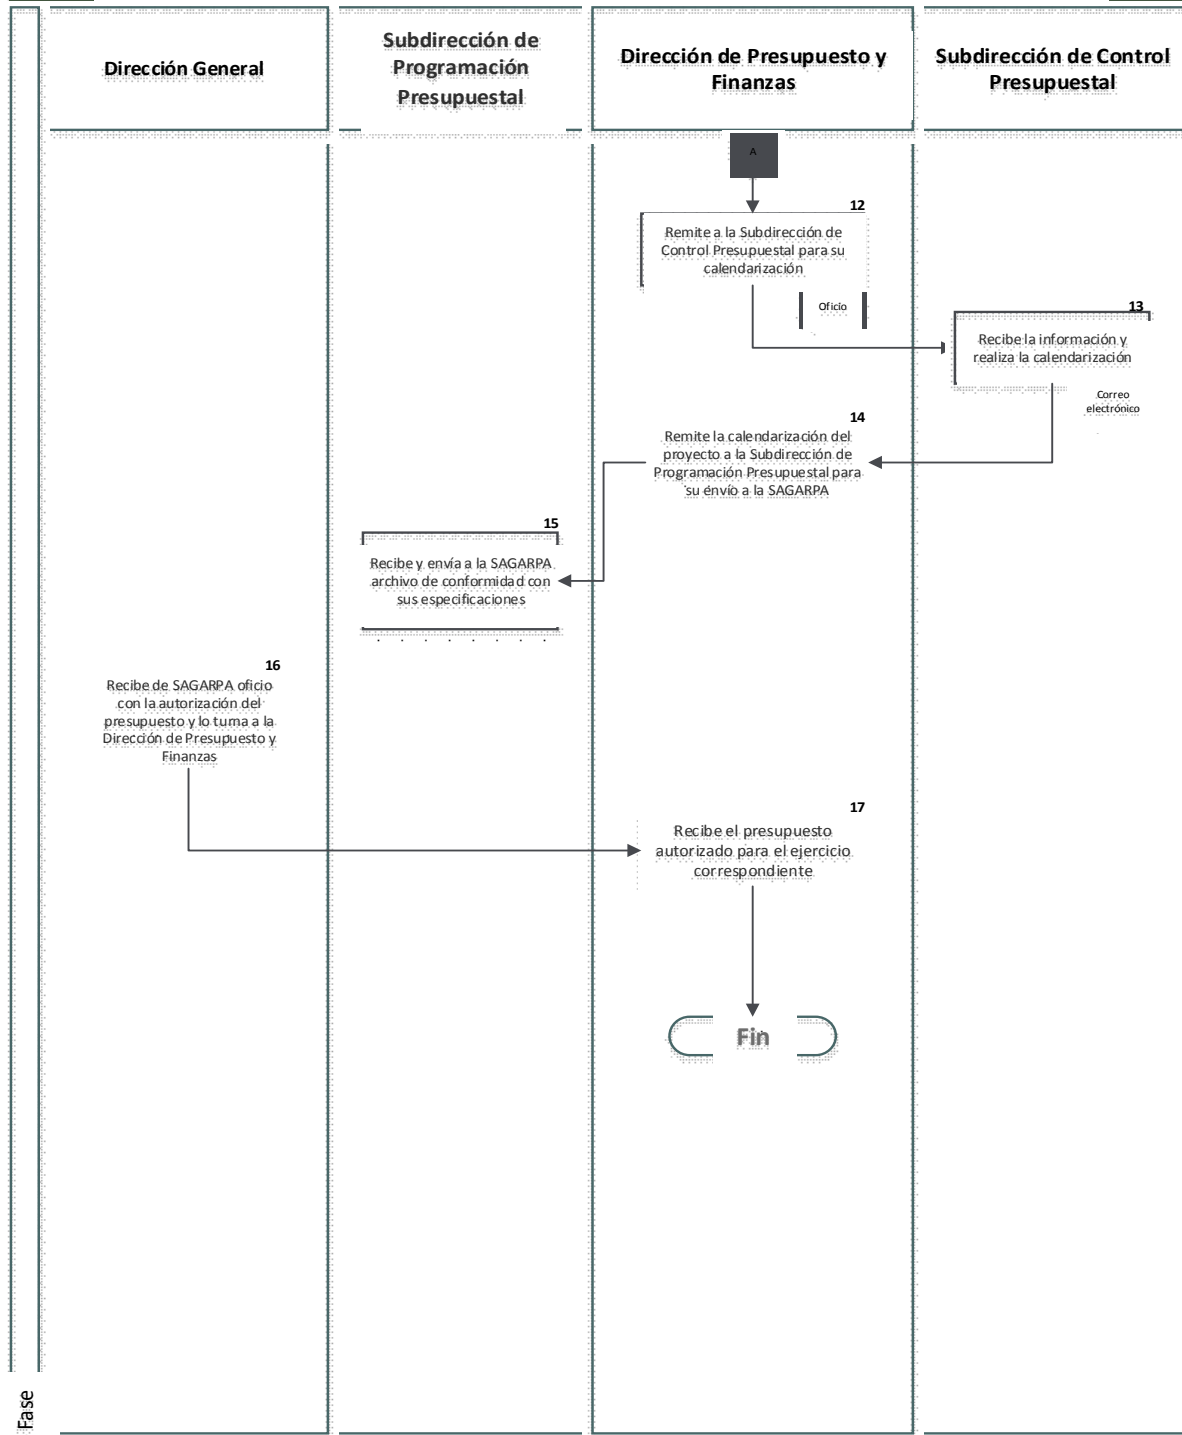 Dirección General
Subdirección de
Programación
Presupuestal
Dirección de Presupuesto y
Finanzas
Subdirección de Control
Presupuestal
A
12
Remite a la Subdirección de
Control Presupuestal para su
calendarización
Oficio
13
Recibe la información y
realiza la calendarización
Correo
electrónico
14
Remite la calendarización del
proyecto a la Subdirección de
Programación Presupuestal para
su envío a la SAGARPA
15
Recibe y envía a la SAGARPA
archivo de conformidad con
sus especificaciones
16
Recibe de SAGARPA oficio
con la autorización del
presupuesto y lo turna a la
Dirección de Presupuesto y
Finanzas
17
Recibe el presupuesto
autorizado para el ejercicio
correspondiente
Fin
Fase